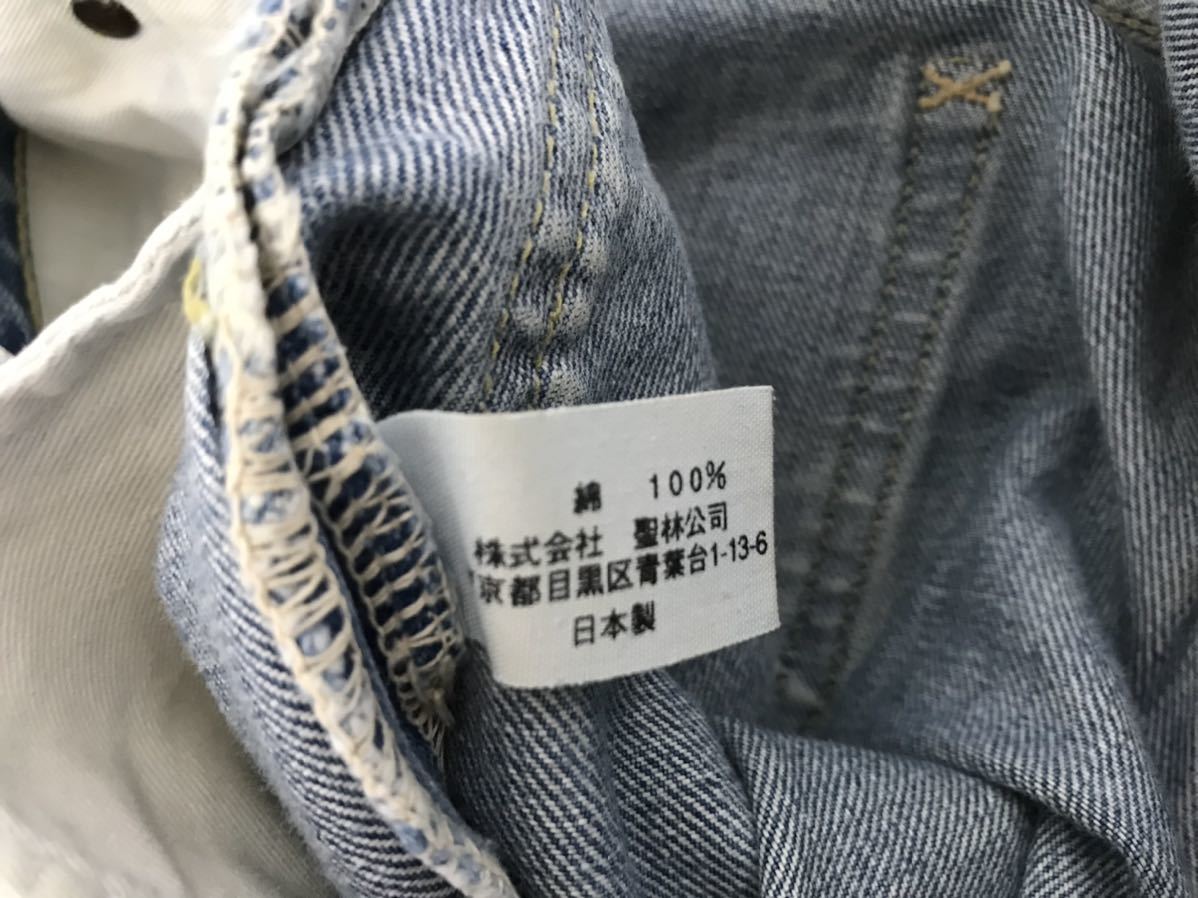 綿 100%
株式会社 聖林公司
京都目黒区青葉台1-13-6
日本製